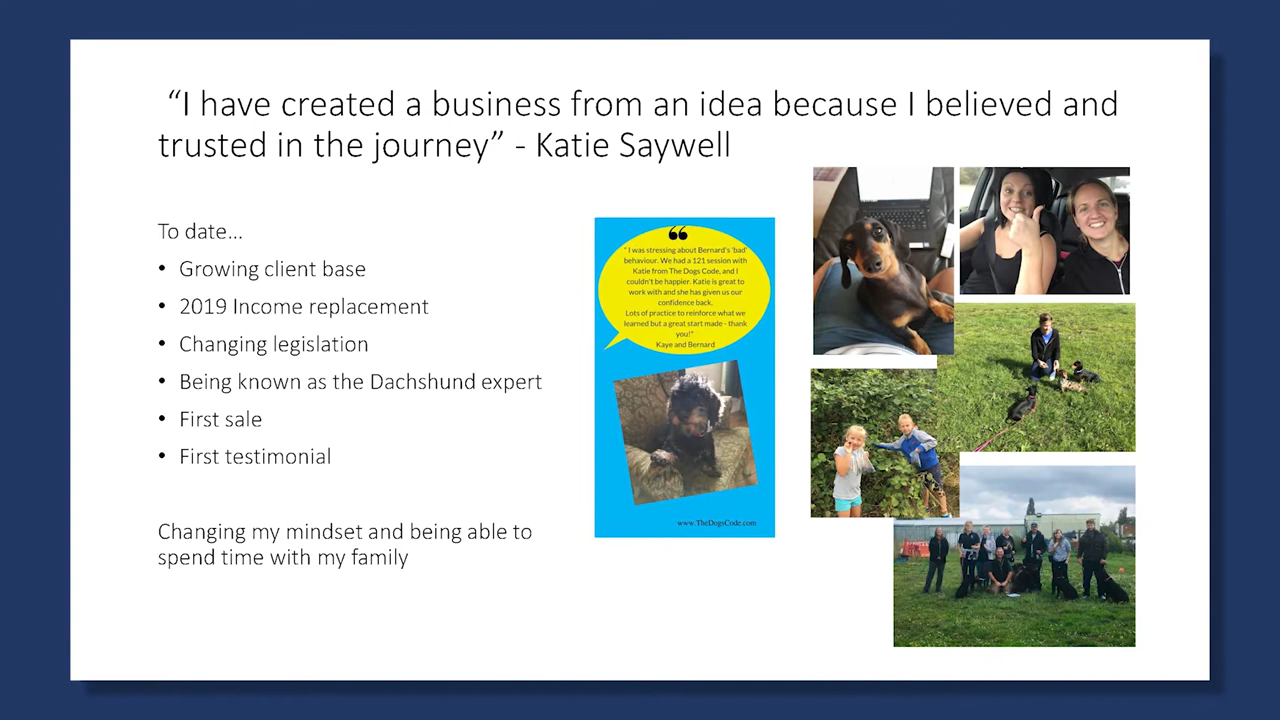 “I have created a business from an idea because I believed and
trusted in the journey” - Katie Saywell
To date…
• Growing client base
• 2019 Income replacement
• Changing legislation
• Being known as the Dachshund expert
• First sale
• First testimonial
Changing my mindset and being able to
spend time with my family
“
" I was stressing about Bernard's 'bad'
behaviour. We had a 121 session with
Katie from The Dogs Code, and I
couldn't be happier. Katie is great to
work with and she has given us our
confidence back.
Lots of practice to reinforce what we
learned but a great start made - thank
you!"
Kaye and Bernard
www.TheDogsCode.com